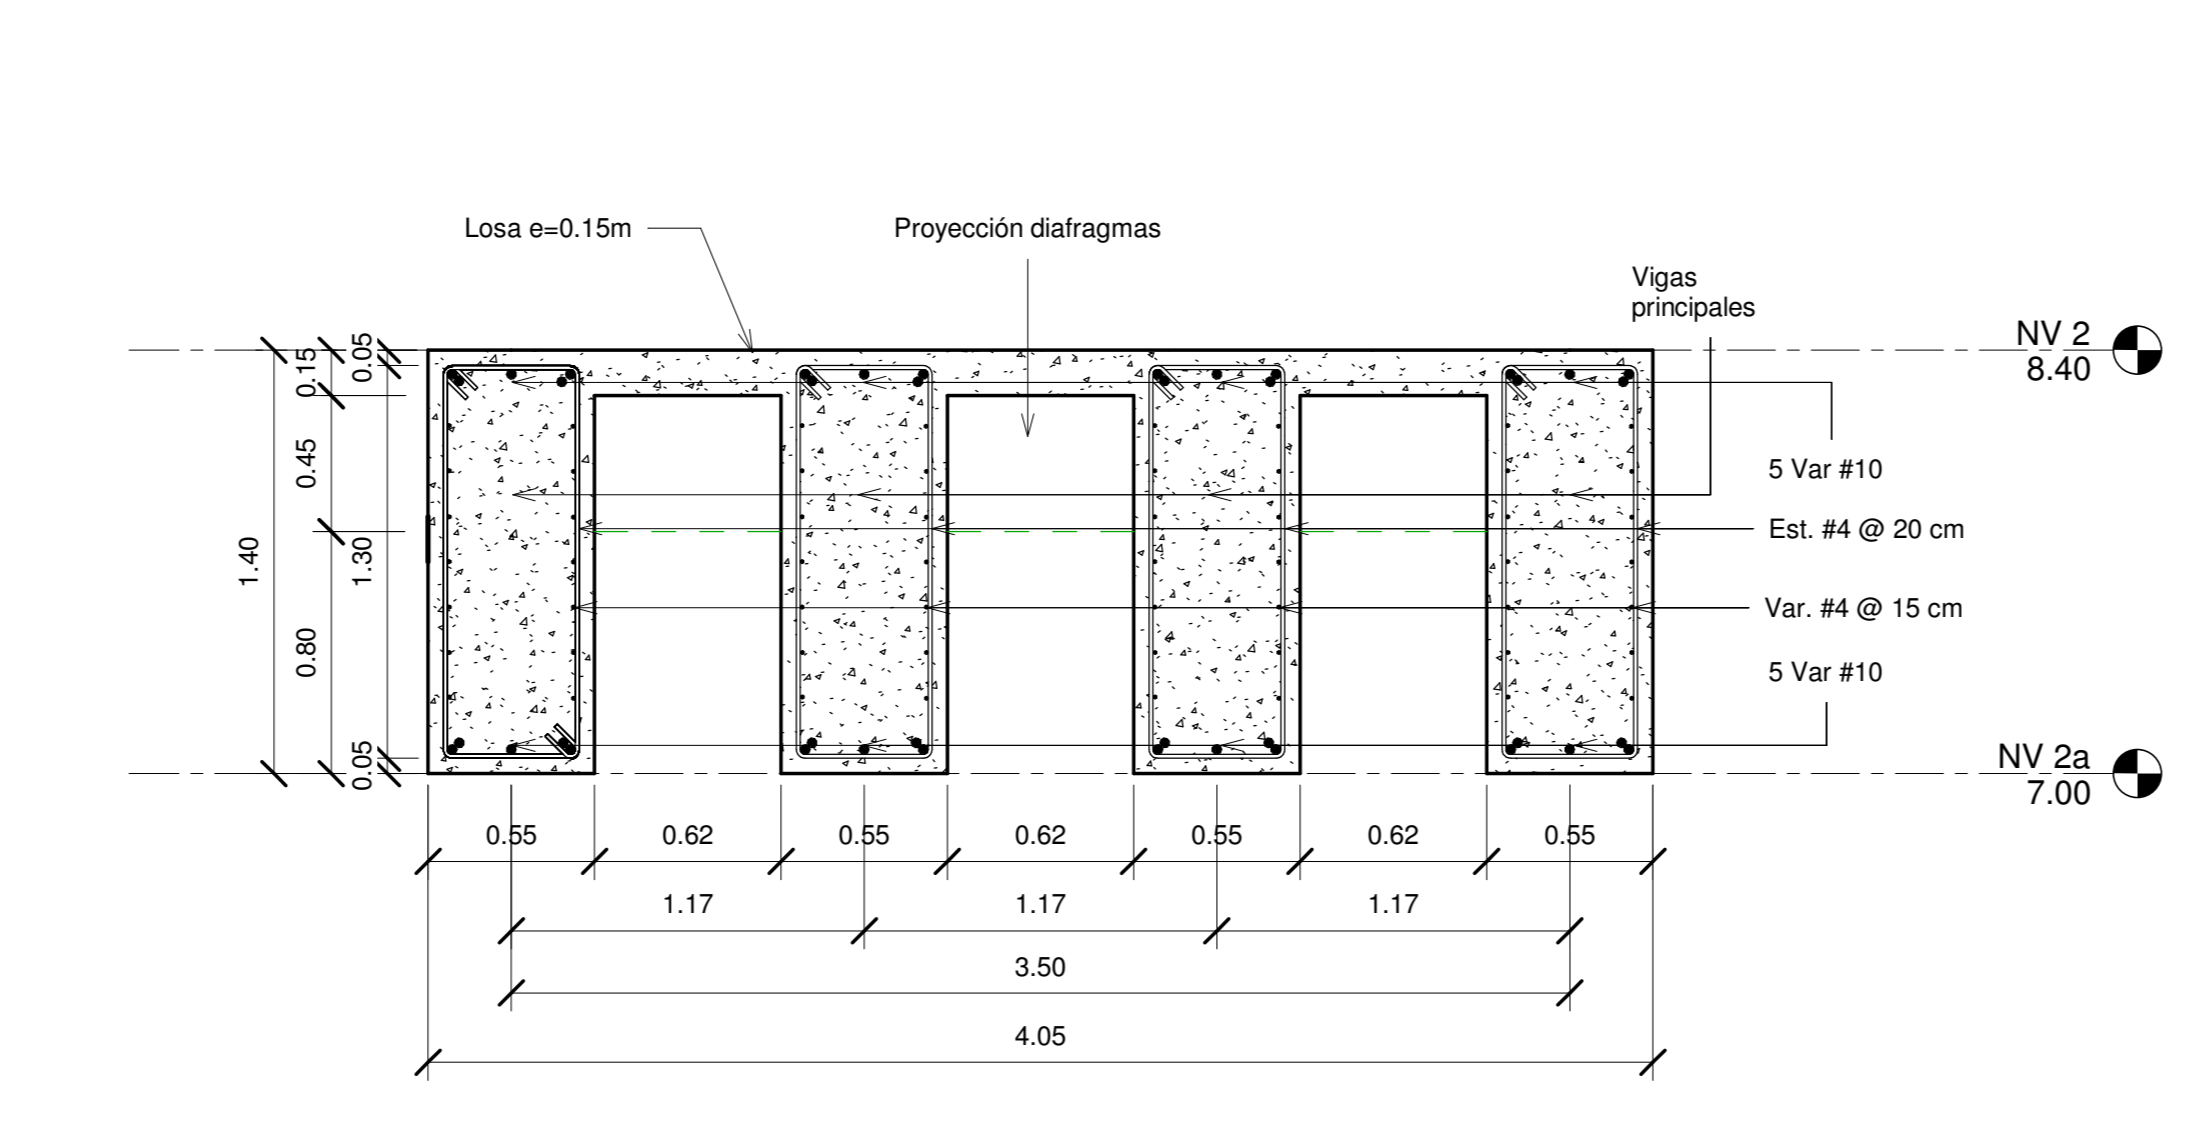 Losa e=0.15m
Proyección diafragmas
Vigas
principales
NV 2
8.40
0.15
0.05
5 Var #10
0.45
Est. #4 @ 20 cm
1.40
1.30
Var. #4 @ 15 cm
0.80
5 Var #10
0.05
NV 2a
7.00
0.55
0.62
0.55
0.62
0.55
0.62
0.55
1.17
1.17
1.17
3.50
4.05